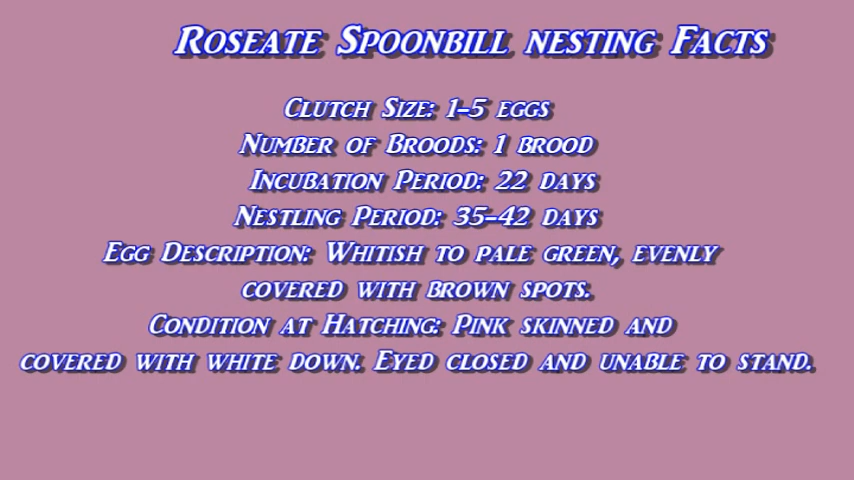 Roseate Spoonbill nesting Facts
Clutch Size: 1-5 eggs
Number of Broods: 1 brood
Incubation Period: 22 days
Nestling Period: 35-42 days
Egg Description: Whitish to pale green, evenly
covered with brown spots.
Condition at Hatching: Pink skinned and
covered with white down. Eyed closed and unable to stand.